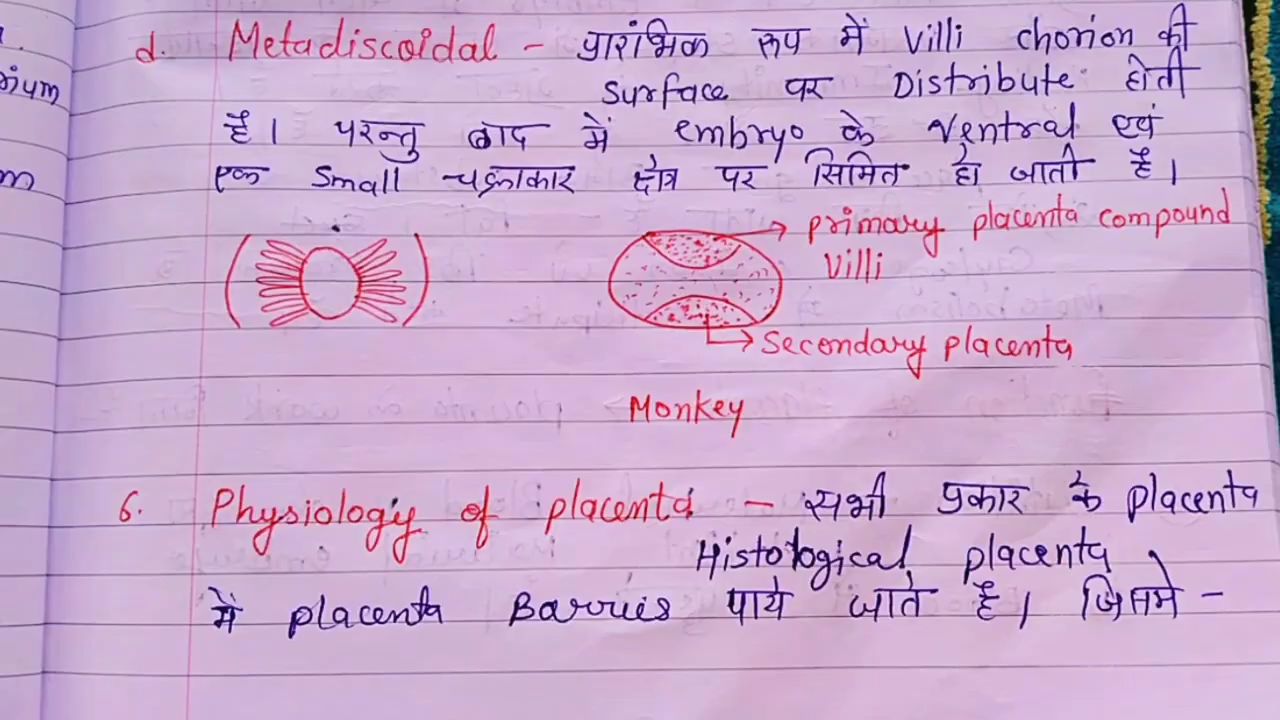 d. Metadiscoidal - प्रारंभिक रूप में Villi chorion की
surface पर Distribute होती
है। परन्तु बाद में embryo के Ventral एवं
एक Small चक्राकार क्षेत्र पर सिमित हो जाती है।
primary placenta compound
Villi
Secondary placenta
Monkey
6. Physiology of placenta - सभी प्रकार के placenta
Histological placenta
में placenta Barries पाये जाते है। जिसमे -